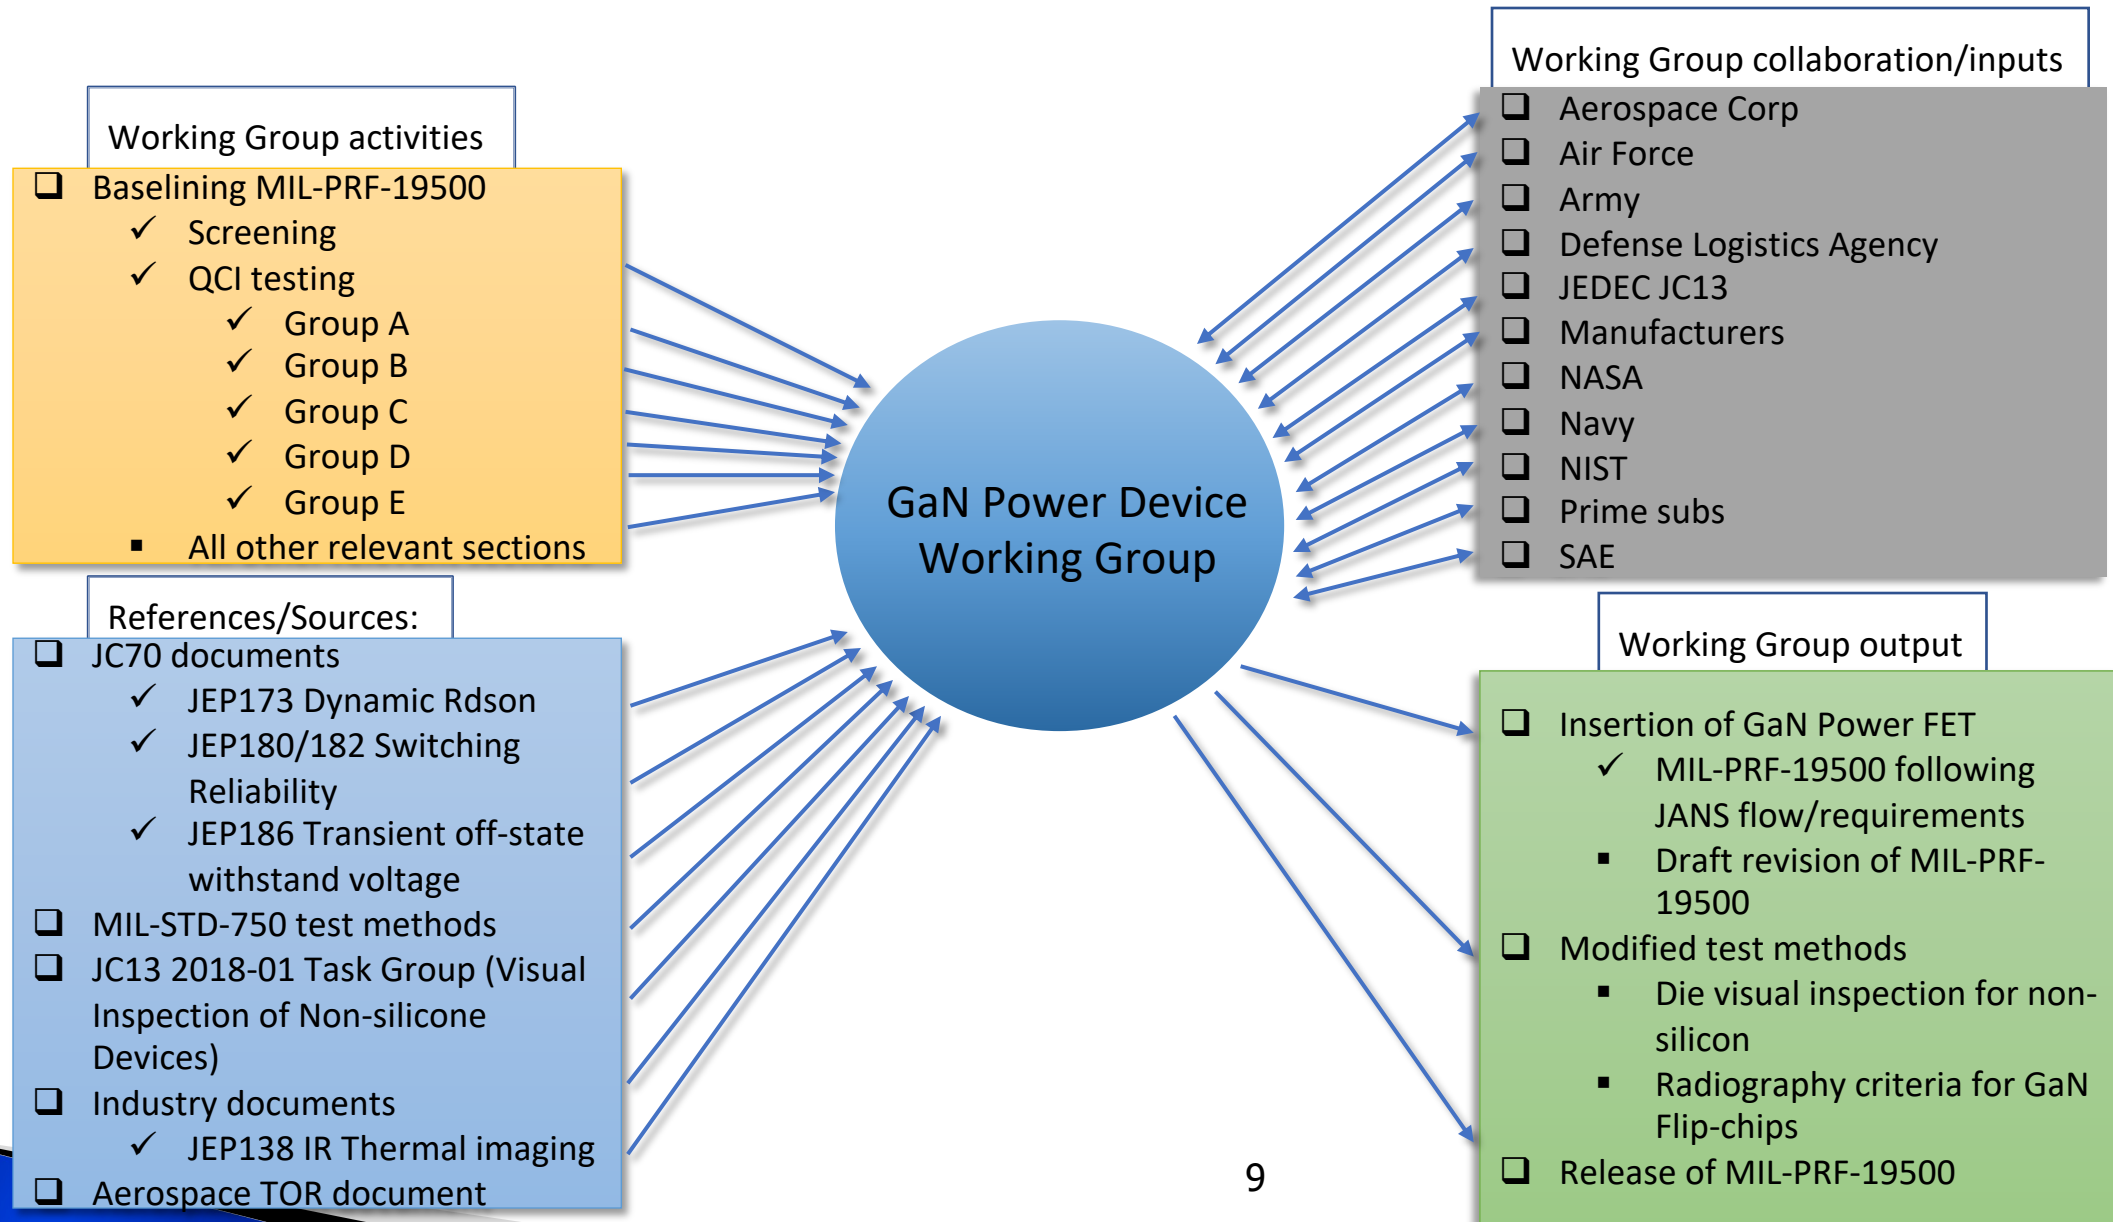 Working Group activities
❑ Baselining MIL-PRF-19500
✓ Screening
✓ QCI testing
✓ Group A
✓ Group B
✓ Group C
✓ Group D
✓ Group E
▪ All other relevant sections
References/Sources:
❑ JC70 documents
✓ JEP173 Dynamic Rdson
✓ JEP180/182 Switching
Reliability
✓ JEP186 Transient off-state
withstand voltage
❑ MIL-STD-750 test methods
❑ JC13 2018-01 Task Group (Visual
Inspection of Non-silicone
Devices)
❑ Industry documents
✓ JEP138 IR Thermal imaging
❑ Aerospace TOR document
GaN Power Device
Working Group
Working Group collaboration/inputs
❑ Aerospace Corp
❑ Air Force
❑ Army
❑ Defense Logistics Agency
❑ JEDEC JC13
❑ Manufacturers
❑ NASA
❑ Navy
❑ NIST
❑ Prime subs
❑ SAE
Working Group output
❑ Insertion of GaN Power FET
✓ MIL-PRF-19500 following
JANS flow/requirements
▪ Draft revision of MIL-PRF-
19500
❑ Modified test methods
▪ Die visual inspection for non-
silicon
▪ Radiography criteria for GaN
Flip-chips
❑ Release of MIL-PRF-19500
9